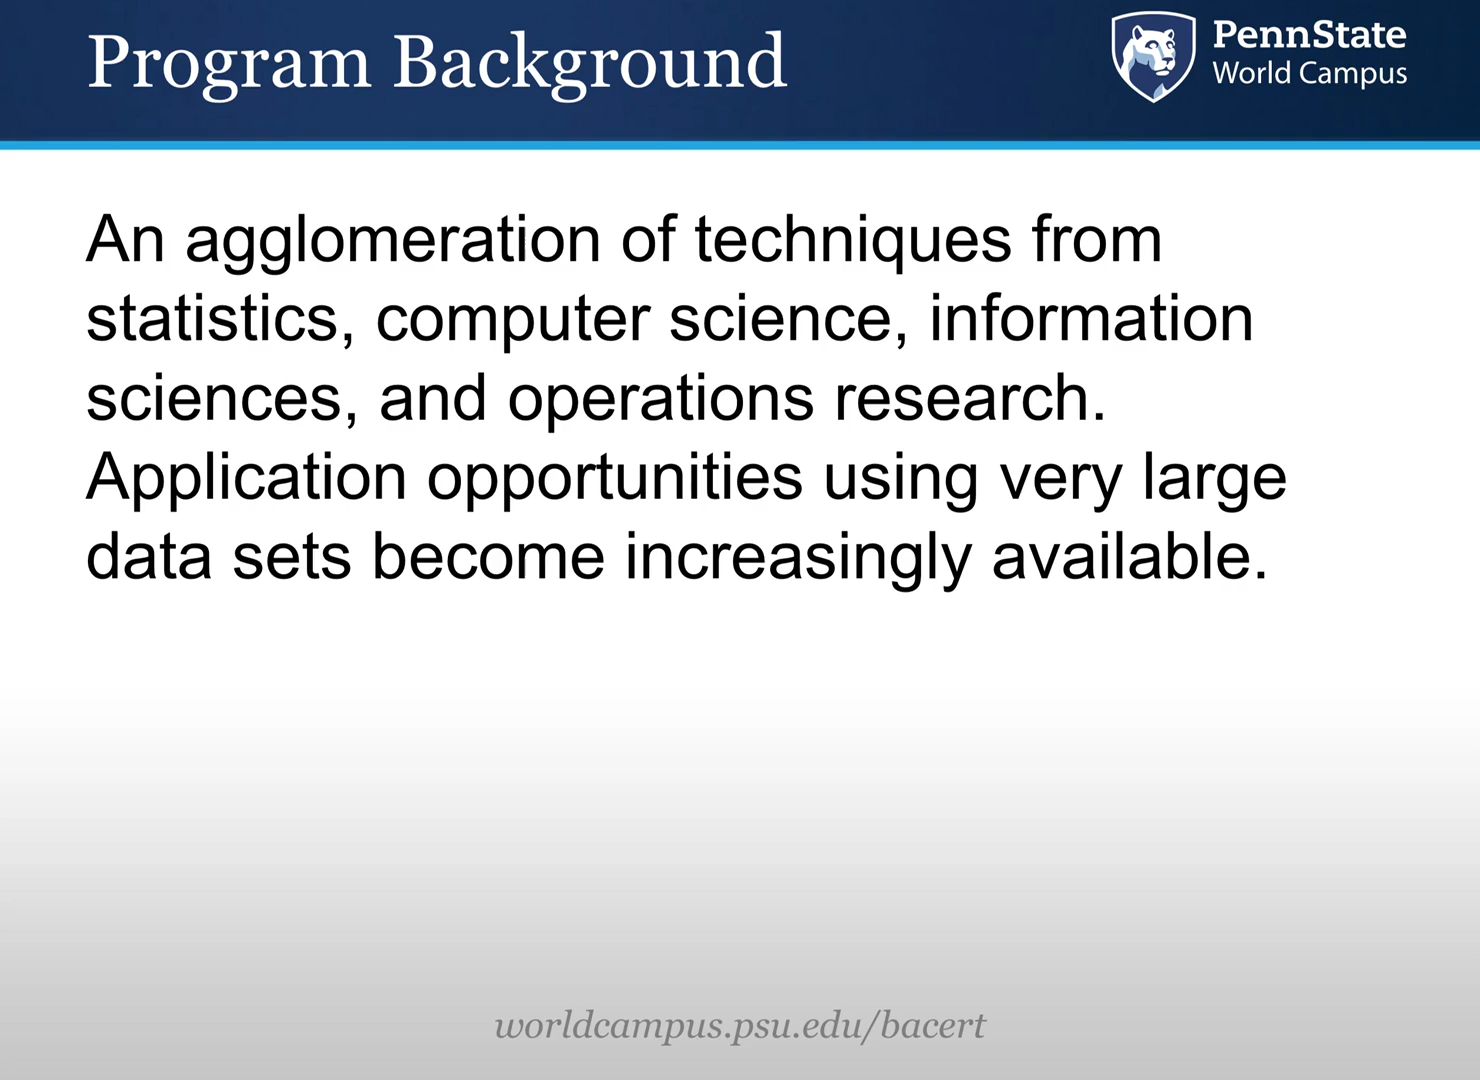 Program Background
PennState
World Campus
An agglomeration of techniques from
statistics, computer science, information
sciences, and operations research.
Application opportunities using very large
data sets become increasingly available.
worldcampus.psu.edu/bacert